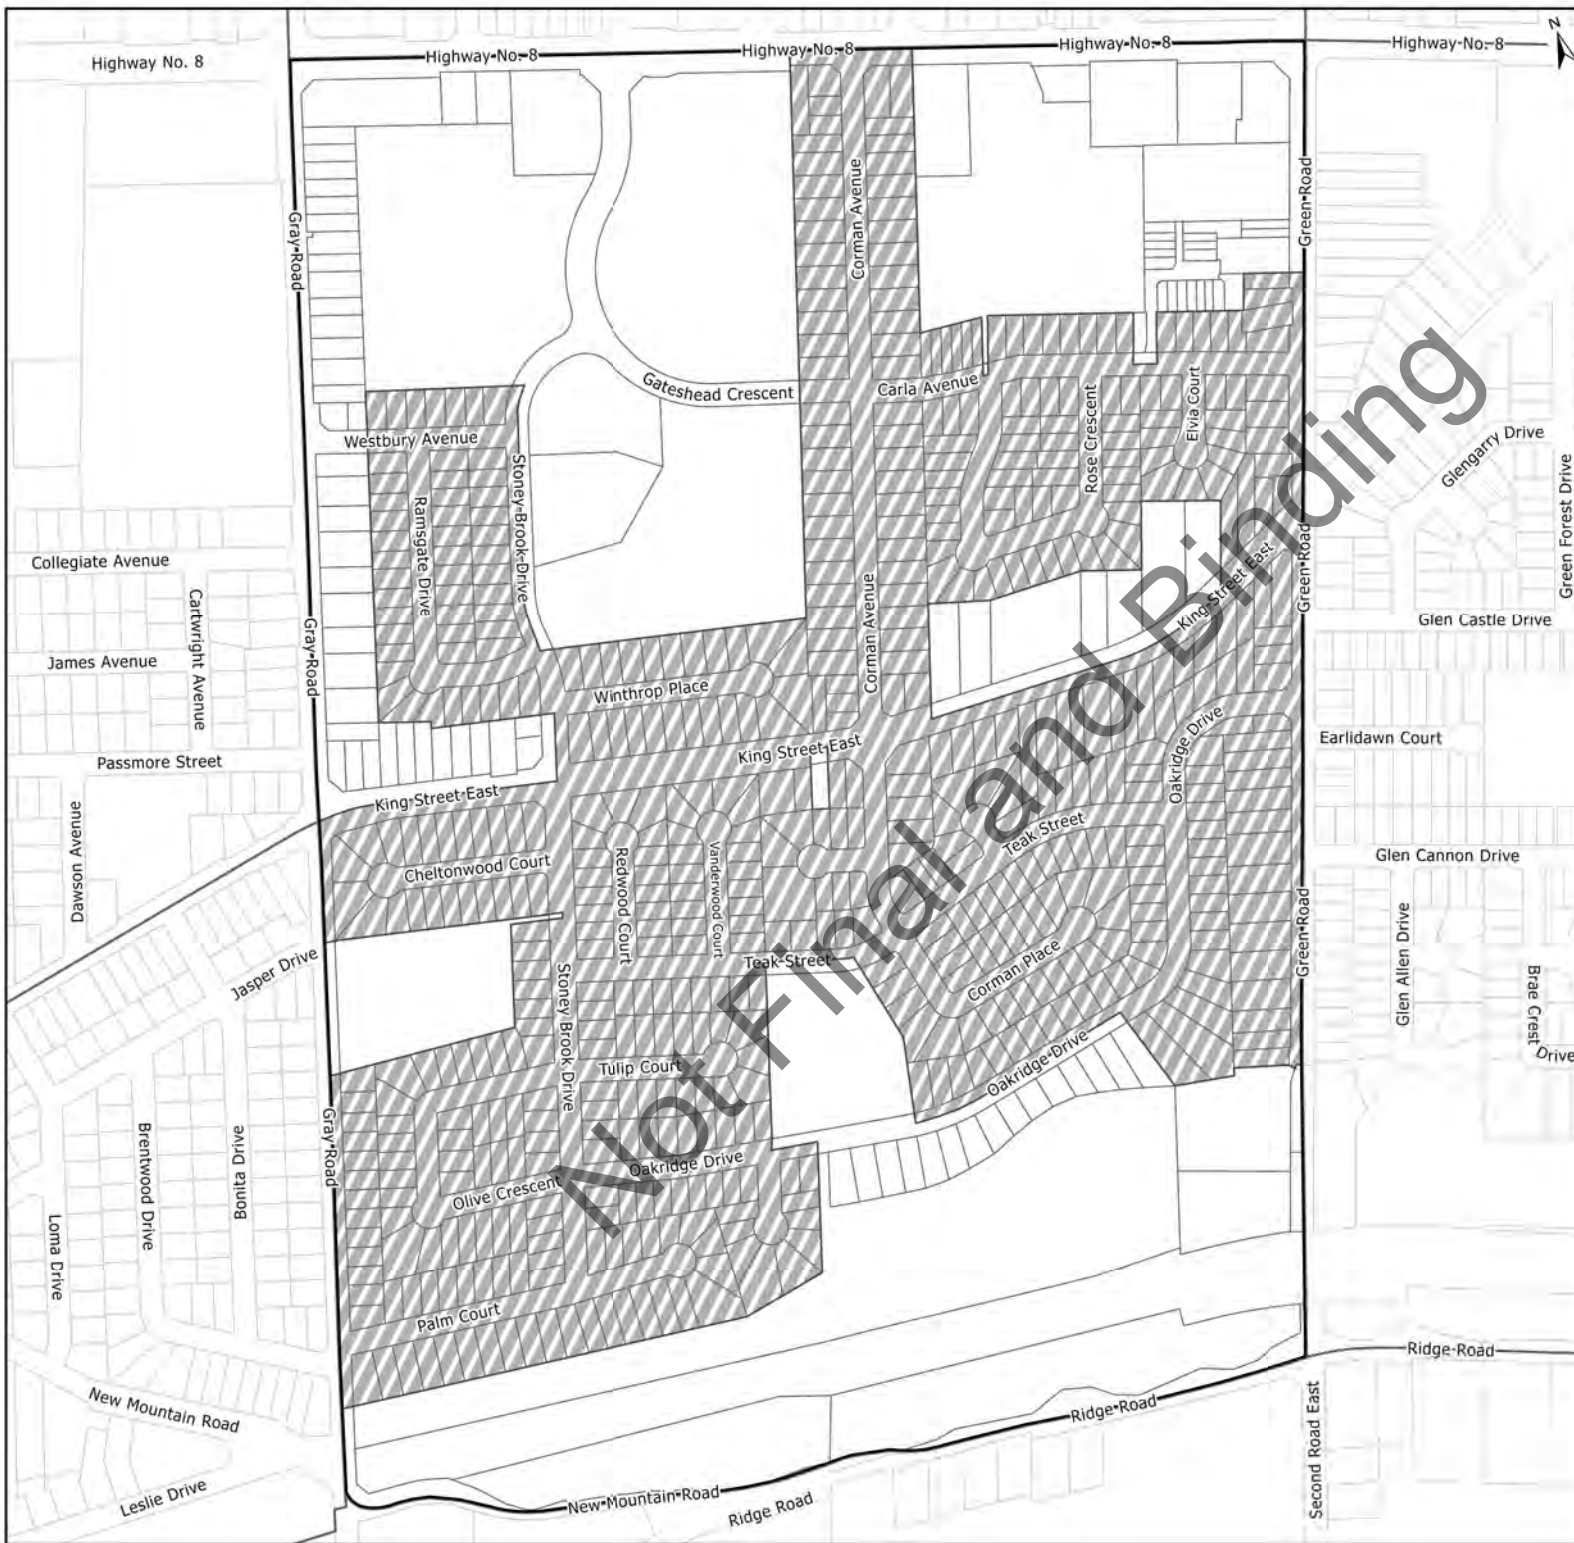 Highway No. 8
Highway No. 8
Highway No. 8
Highway No. 8
Highway No. 8
N
Gray Road
Corman Avenue
Green Road
Gateshead Crescent
Carla Avenue
Rose Crescent
Elvia Court
Westbury Avenue
Stoney Brook Drive
Ramsgate Drive
Glengarry Drive
Green Forest Drive
Collegiate Avenue
Cartwright Avenue
James Avenue
Gray Road
Corman Avenue
Green Road
King Street East
Glen Castle Drive
Winthrop Place
Passmore Street
King Street East
Oakridge Drive
Earlidawn Court
King Street East
Dawson Avenue
Cheltonwood Court
Redwood Court
Vanderwood Court
Teak Street
Glen Cannon Drive
Glen Allen Drive
Green Road
Jasper Drive
Teak Street
Corman Place
Brae Crest
Drive
Stoney Brook Drive
Tulip Court
Oakridge Drive
Gray Road
Brentwood Drive
Bonita Drive
Loma Drive
Olive Crescent
Oakridge Drive
Palm Court
Ridge Road
New Mountain Road
Ridge Road
Second Road East
Leslie Drive
New Mountain Road
Ridge Road
Not Final and Binding